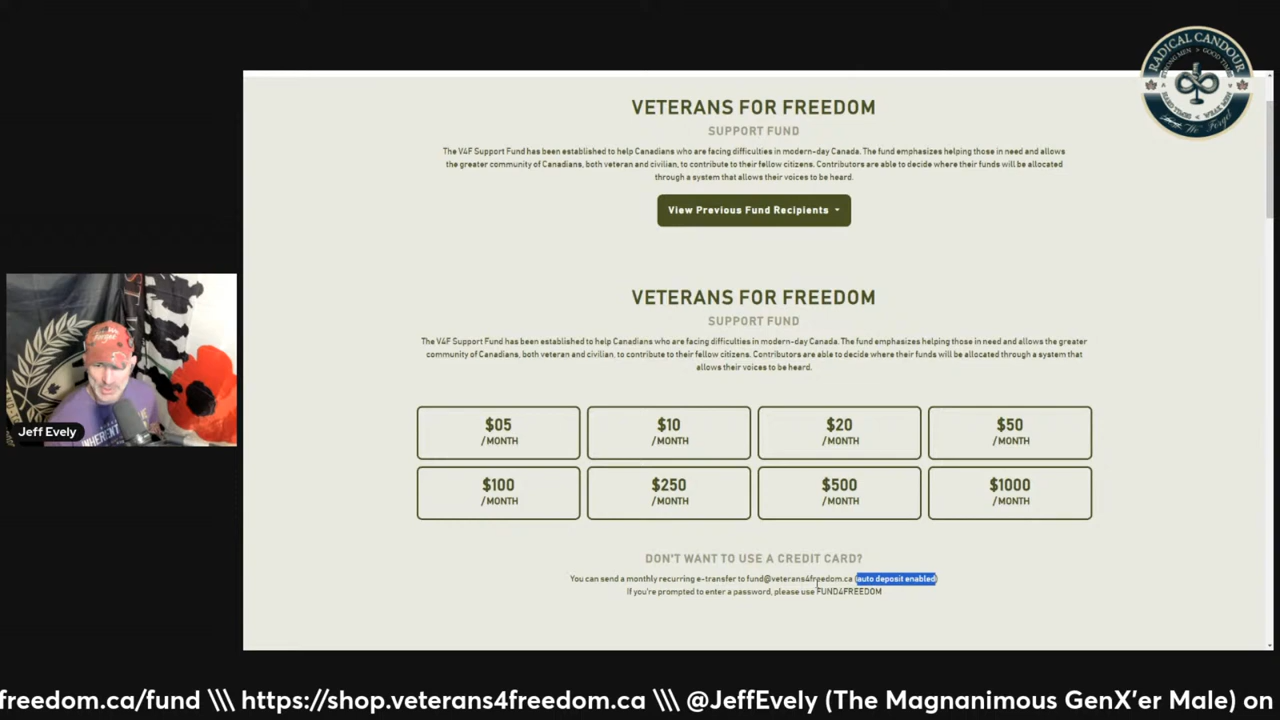 RADICAL CANDOUR
STRONG MEN > GOOD TIMES
VETERANS FOR FREEDOM
SUPPORT FUND
The V4F Support Fund has been established to help Canadians who are facing difficulties in modern-day Canada. The fund emphasizes helping those in need and allows
the greater community of Canadians, both veteran and civilian, to contribute to their fellow citizens. Contributors are able to decide where their funds will be allocated
through a system that allows their voices to be heard.
View Previous Fund Recipients
VETERANS FOR FREEDOM
SUPPORT FUND
The V4F Support Fund has been established to help Canadians who are facing difficulties in modern-day Canada. The fund emphasizes helping those in need and allows the greater
community of Canadians, both veteran and civilian, to contribute to their fellow citizens. Contributors are able to decide where their funds will be allocated through a system that
allows their voices to be heard.
$05 $10 $20 $50
/MONTH /MONTH /MONTH /MONTH
$100 $250 $500 $1000
/MONTH /MONTH /MONTH /MONTH
Jeff Evely
DON'T WANT TO USE A CREDIT CARD?
You can send a monthly recurring e-transfer to fund@veterans4freedom.ca (auto deposit enabled)
If you're prompted to enter a password, please use FUND4FREEDOM
freedom.ca/fund \\\ https://shop.veterans4freedom.ca \\\ @JeffEvely (The Magnanimous GenX'er Male) on